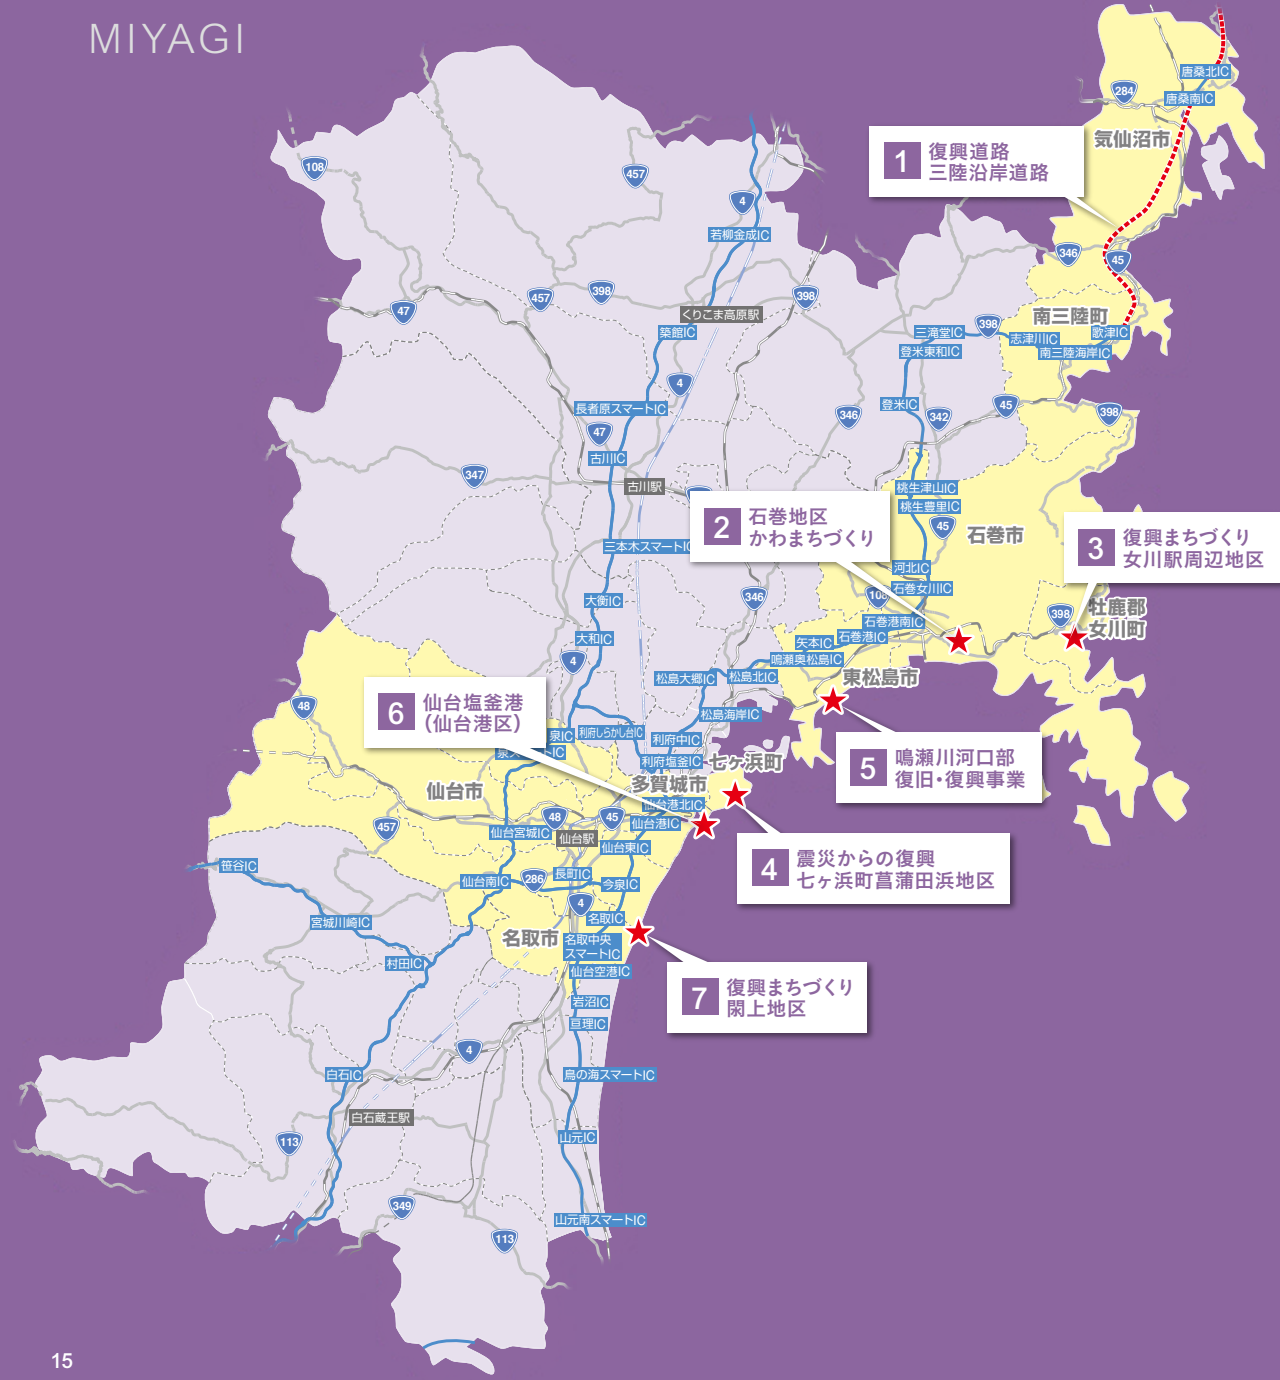 MIYAGI
唐桑北IC
284
唐桑南IC
気仙沼市
1
復興道路
三陸沿岸道路
108
457
4
若柳金成IC
346
45
457
398
398
47
くりこま高原駅
南三陸町
築館IC
三滝堂IC
398
志津川IC
歌津IC
登米東和IC
南三陸海岸IC
4
長者原スマートIC
登米IC
346
342
45
398
47
古川IC
347
古川駅
桃生津山IC
桃生豊里IC
2
石巻地区
かわまちづくり
45
石巻市
3
復興まちづくり
女川駅周辺地区
三本木スマートIC
河北IC
石巻女川IC
大衡IC
346
108
398
牡鹿郡
女川町
石巻港南IC
大和IC
矢本IC
石巻港IC
4
鳴瀬奥松島IC
松島大郷IC
松島北IC
東松島市
6
仙台塩釜港
(仙台港区)
48
松島海岸IC
泉IC
利府しらかし台IC
利府中IC
利府塩釜IC
七ヶ浜町
5
鳴瀬川河口部
復旧・復興事業
仙台市
多賀城市
仙台港北IC
457
48
45
仙台港IC
仙台宮城IC
仙台駅
仙台東IC
4
震災からの復興
七ヶ浜町菖蒲田浜地区
笹谷IC
仙台南IC
286
長町IC
今泉IC
4
名取IC
宮城川崎IC
名取市
名取中央
スマートIC
村田IC
仙台空港IC
7
復興まちづくり
閖上地区
岩沼IC
亘理IC
4
白石IC
鳥の海スマートIC
白石蔵王駅
113
山元IC
349
山元南スマートIC
113
15